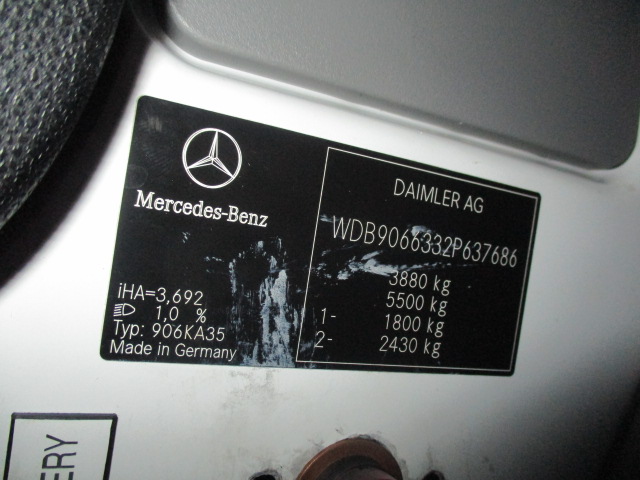 Mercedes-Benz
iHA=3,692
1,0 %
Typ: 906KA35
Made in Germany
DAIMLER AG
WDB9066332P637686
3880 kg
5500 kg
1- 1800 kg
2- 2430 kg
ERY